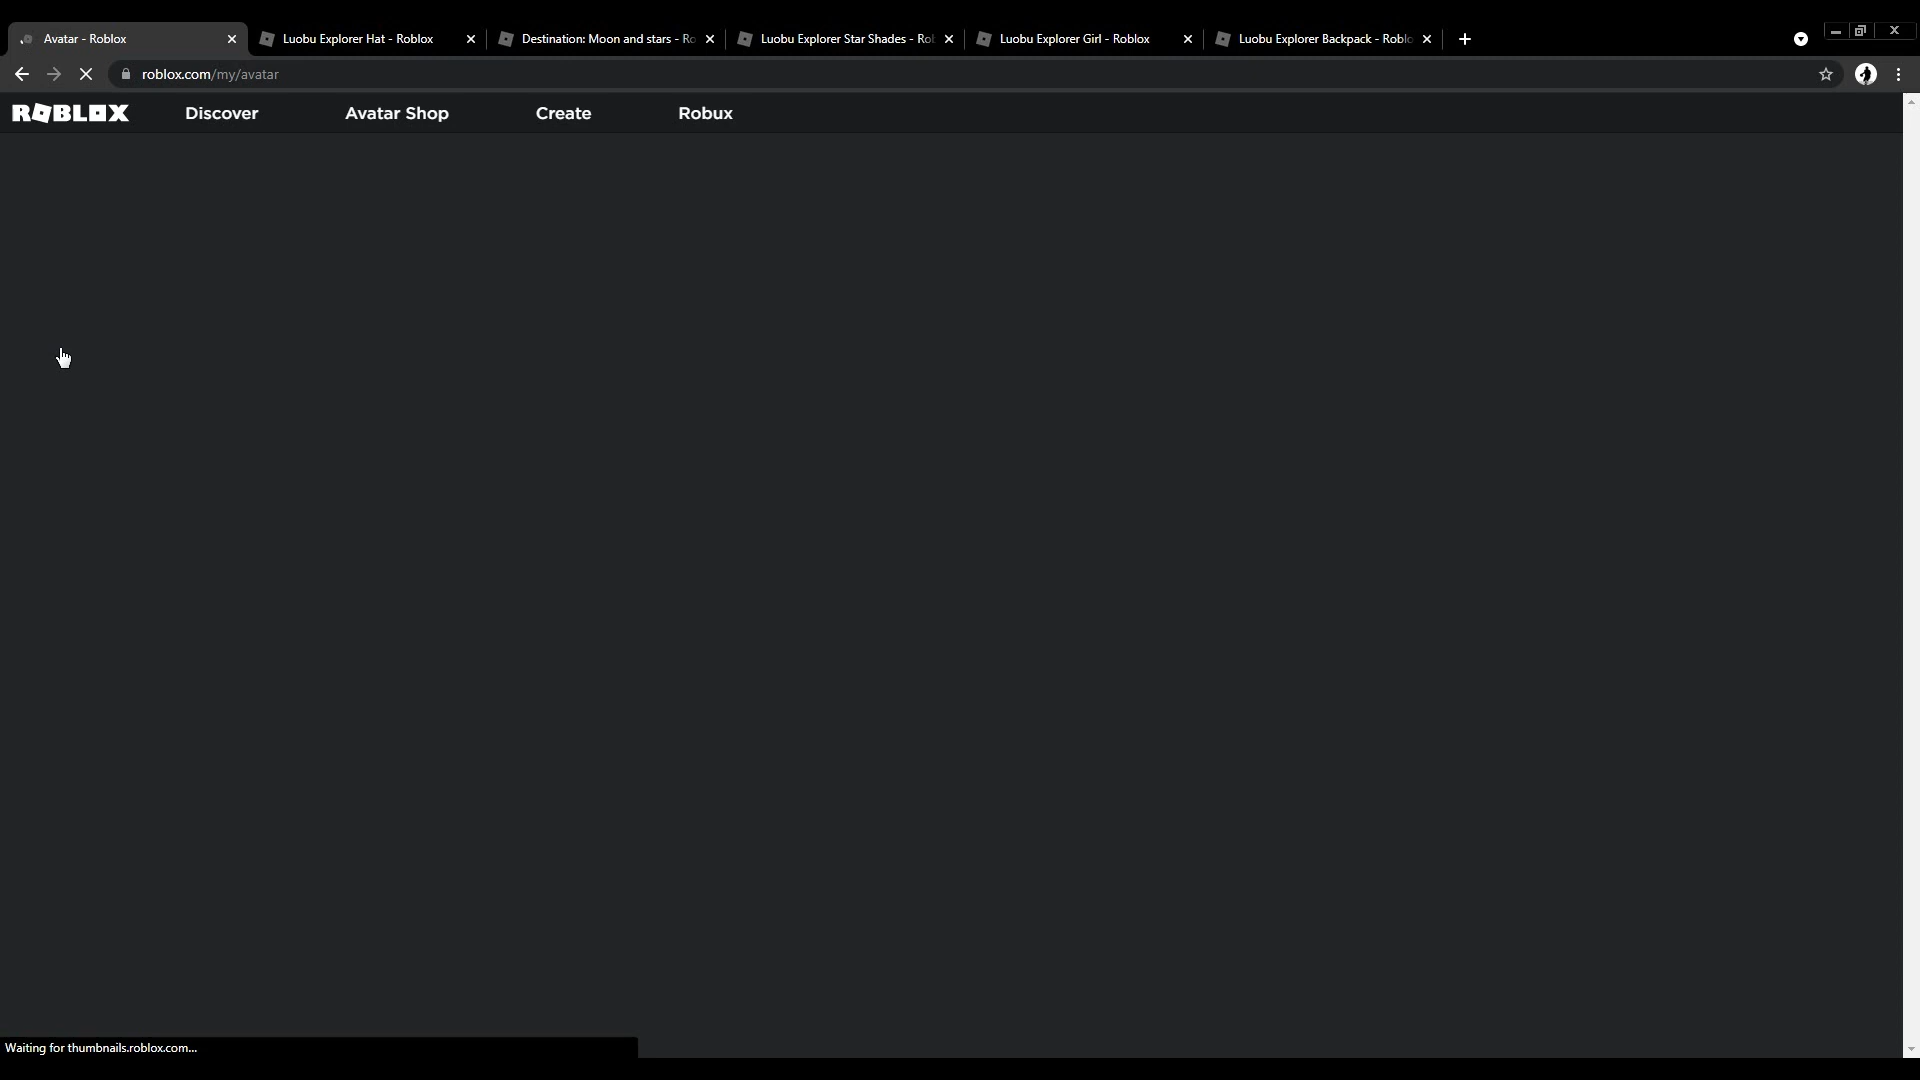 Avatar - Roblox
Luobu Explorer Hat - Roblox
Destination: Moon and stars - Ro
Luobu Explorer Star Shades - Ro
Luobu Explorer Girl - Roblox
Luobu Explorer Backpack - Roblo
roblox.com/my/avatar
ROBLOX
Discover
Avatar Shop
Create
Robux
Waiting for thumbnails.roblox.com...